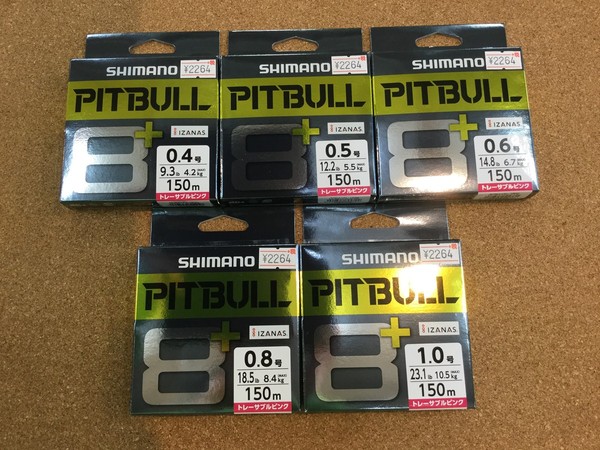 SHIMANO
¥2264
PITBULL
8+
IZANAS
0.4号
9.3lb 4.2kg (MAX)
150m
トレーサブルピンク
SHIMANO
¥2264
PITBULL
8+
IZANAS
0.5号
12.2lb 5.5kg (MAX)
150m
トレーサブルピンク
SHIMANO
¥2264
PITBULL
8+
IZANAS
0.6号
14.8lb 6.7kg
150m
トレーサブルピンク
SHIMANO
¥2264
PITBULL
8+
IZANAS
0.8号
18.5lb 8.4kg (MAX)
150m
トレーサブルピンク
SHIMANO
¥2264
PITBULL
8+
IZANAS
1.0号
23.1lb 10.5kg (MAX)
150m
トレーサブルピンク